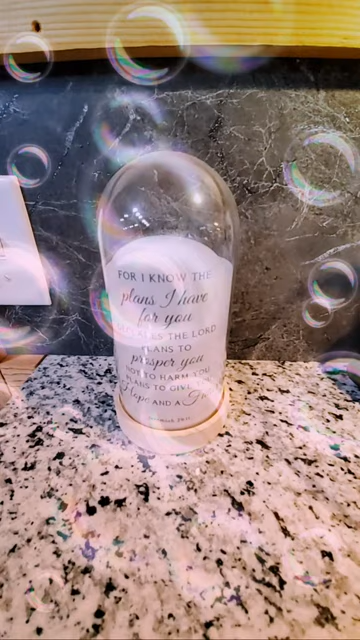 FOR I KNOW THE
plans I have
for you
THE LORD
PLANS TO
prosper you
NOT TO HARM YOU
PLANS TO GIVE
Hope AND A